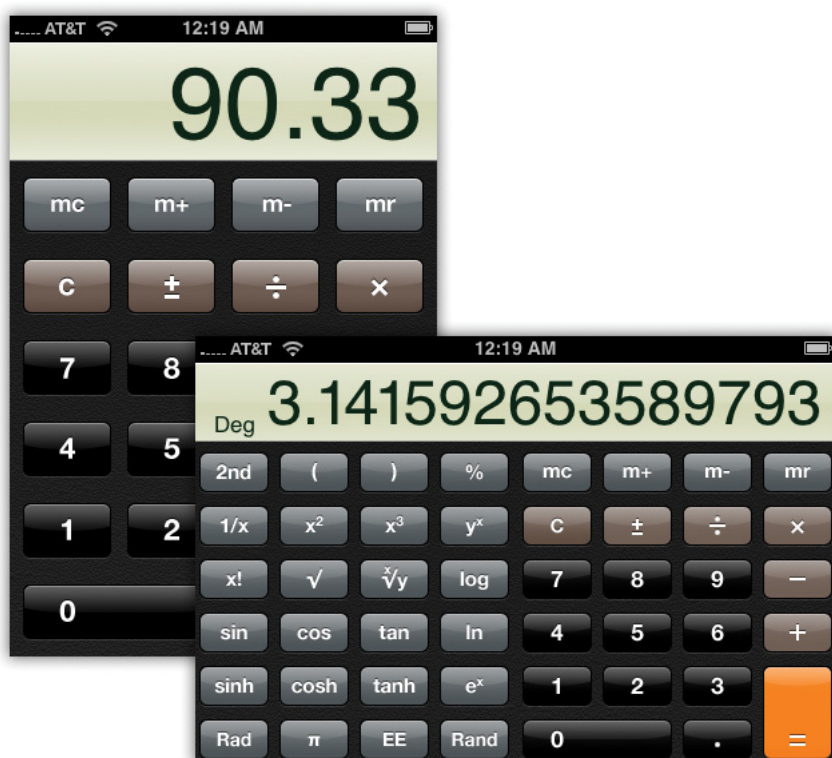 AT&T 12:19 AM
90.33
mc m+ m- mr
C ± ÷ ×
7 8
4 5
1 2
0
AT&T 12:19 AM
Deg 3.141592653589793
2nd ( ) % mc m+ m- mr
1/x x² x³ yˣ C ± ÷ ×
x! √ ˣ√y log 7 8 9 −
sin cos tan ln 4 5 6 +
sinh cosh tanh eˣ 1 2 3
Rad π EE Rand 0 . =